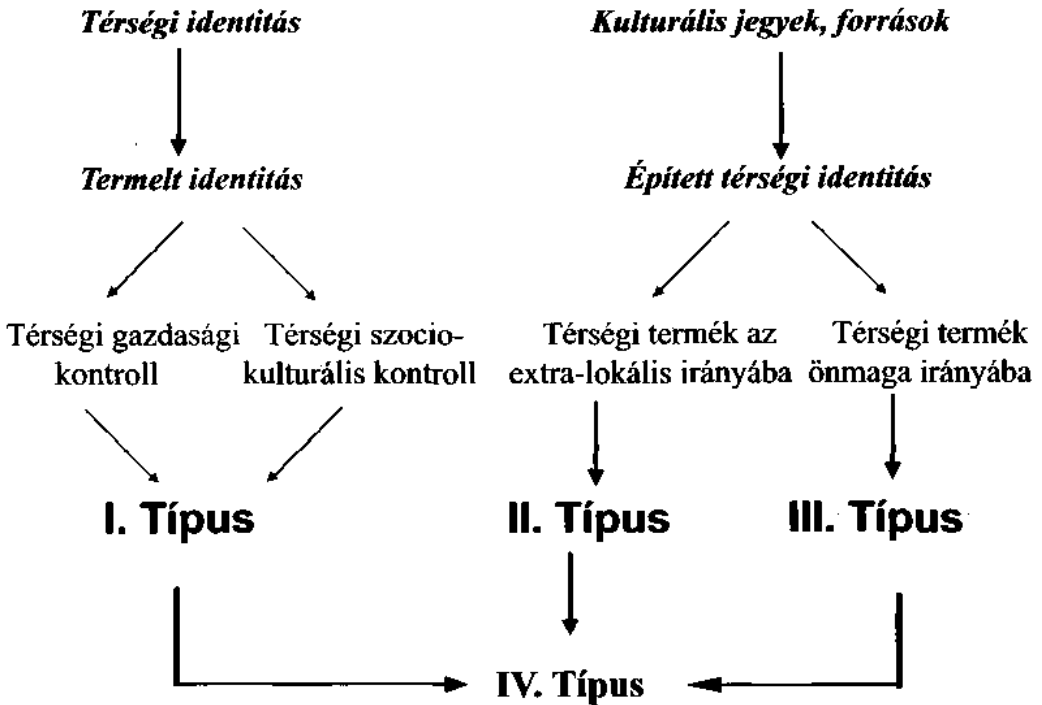 Térségi identitás
Kulturális jegyek, források
Termelt identitás
Épített térségi identitás
Térségi gazdasági
kontroll
Térségi szocio-
kulturális kontroll
Térségi termék az
extra-lokális irányába
Térségi termék
önmaga irányába
I. Típus
II. Típus
III. Típus
IV. Típus